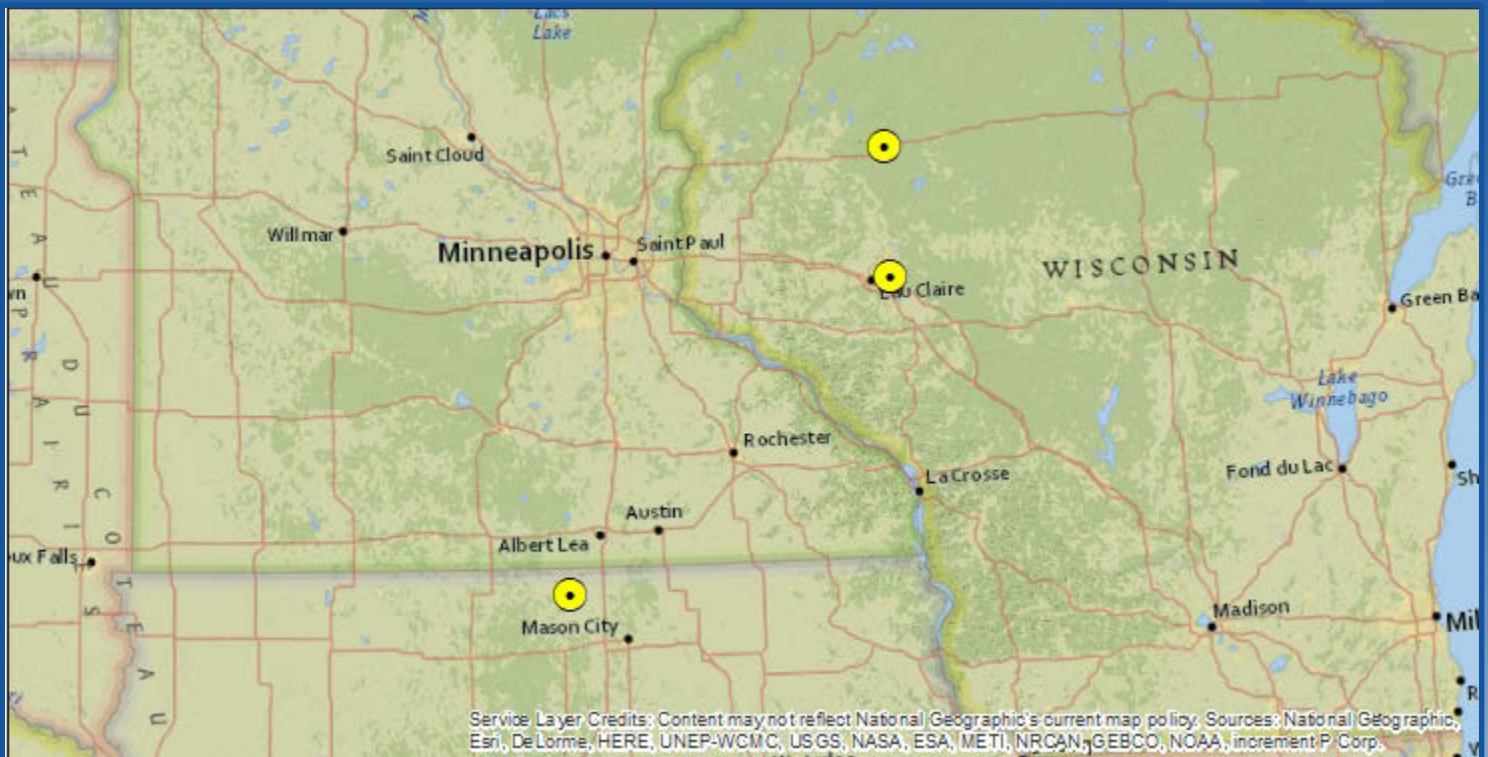 Lacs
Lake
Saint Cloud
Willmar
Minneapolis
Saint Paul
WISCONSIN
Eau Claire
Green Ba
Lake
Winnebago
Rochester
La Crosse
Fond du Lac
Sh
Austin
Albert Lea
oux Falls
Mason City
Madison
Mil
R
Service Layer Credits: Content may not reflect National Geographic's current map policy. Sources: National Geographic,
Esri, DeLorme, HERE, UNEP-WCMC, USGS, NASA, ESA, METI, NRCAN, GEBCO, NOAA, increment P Corp.